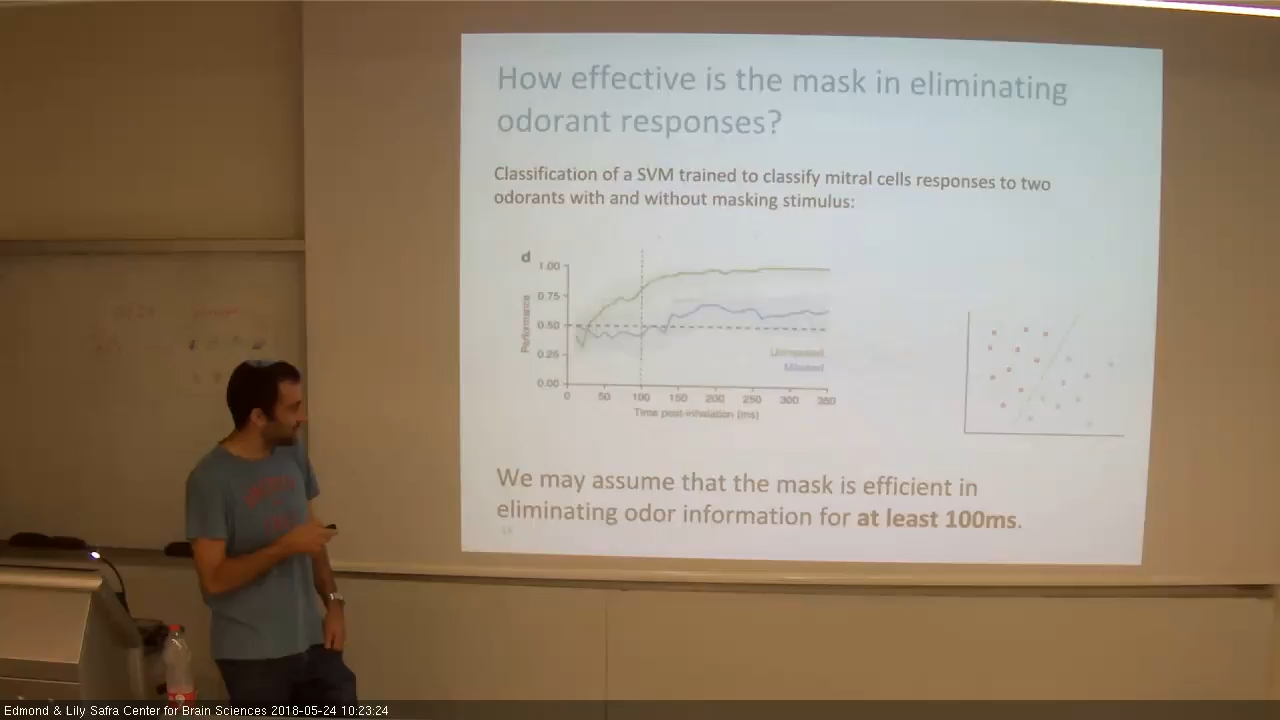 How effective is the mask in eliminating
odorant responses?
Classification of a SVM trained to classify mitral cells responses to two
odorants with and without masking stimulus:
d
1.00
0.75
0.50
0.25
0.00
Performance
0 50 100 150 200 250 300 350
Time post-inhalation (ms)
Unmasked
Masked
We may assume that the mask is efficient in
eliminating odor information for at least 100ms.
Edmond & Lily Safra Center for Brain Sciences 2018-05-24 10:23:24